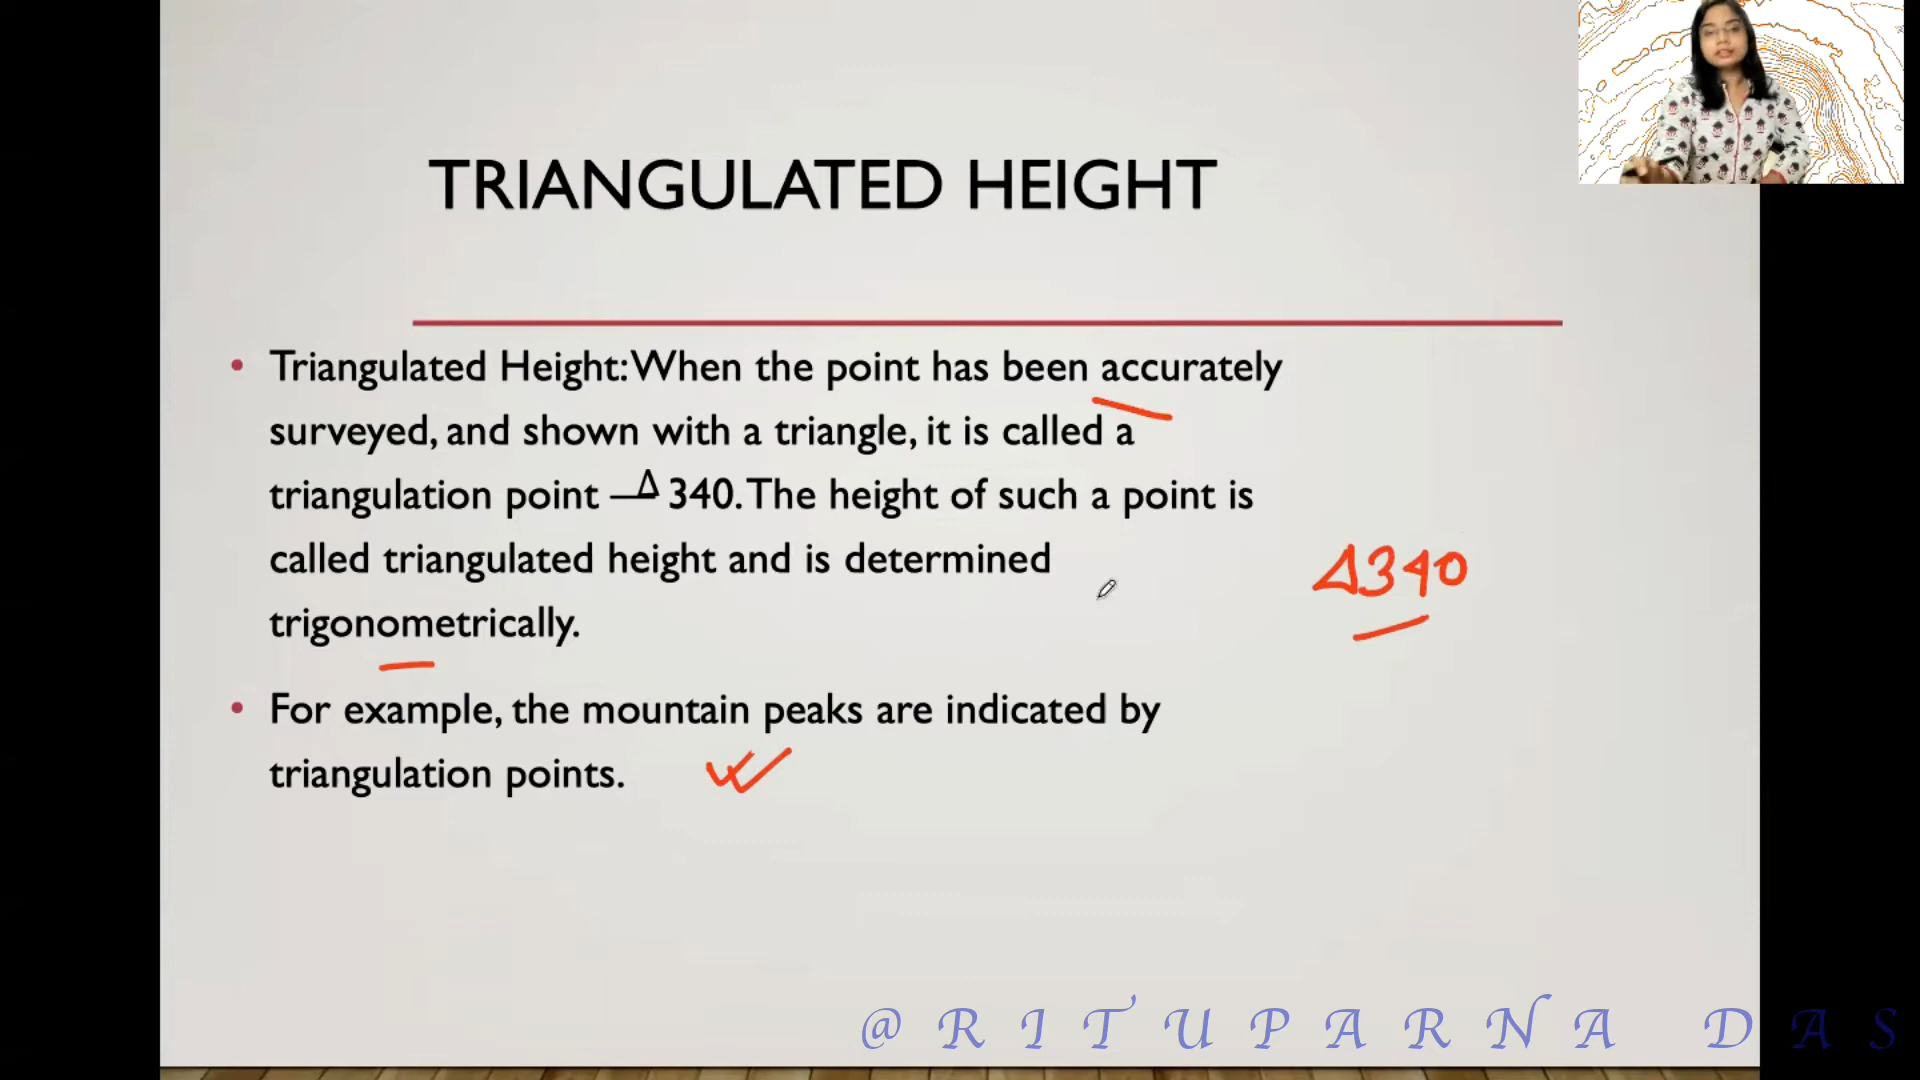 TRIANGULATED HEIGHT
• Triangulated Height: When the point has been accurately
surveyed, and shown with a triangle, it is called a
triangulation point —Δ 340. The height of such a point is
called triangulated height and is determined
Δ340
trigonometrically.
• For example, the mountain peaks are indicated by
triangulation points.
@RITUPARNA DAS